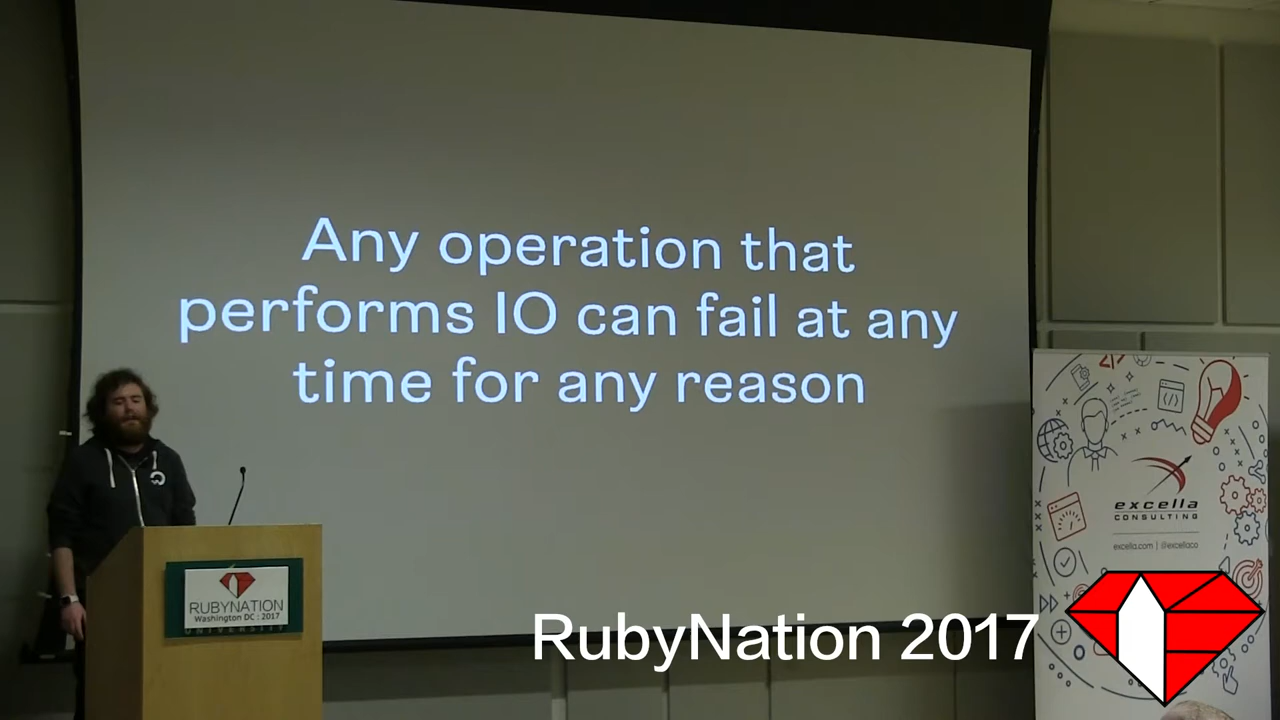 Any operation that
performs IO can fail at any
time for any reason
excella
CONSULTING
excella.com | @excellaco
RUBYNATION
Washington DC : 2017
UNIVERSITY
RubyNation 2017